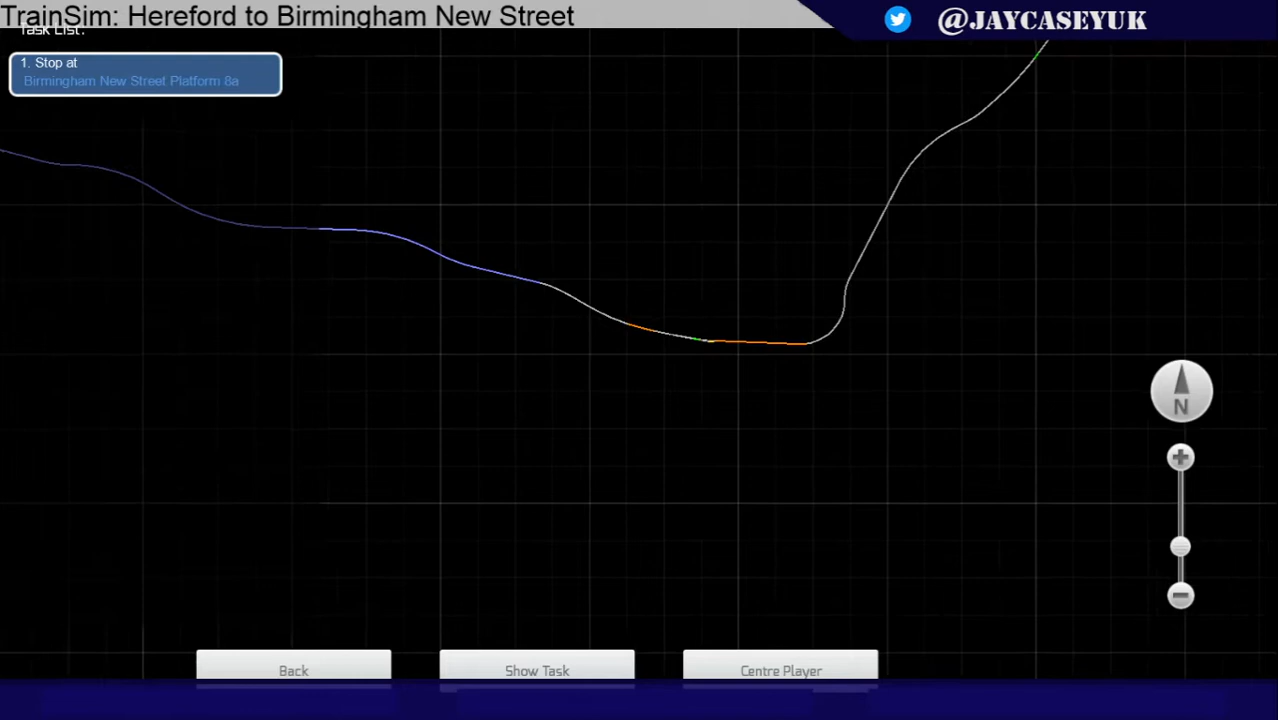 TrainSim: Hereford to Birmingham New Street
@JAYCASEYUK
Task List:
1. Stop at
Birmingham New Street Platform 8a
N
Back
Show Task
Centre Player